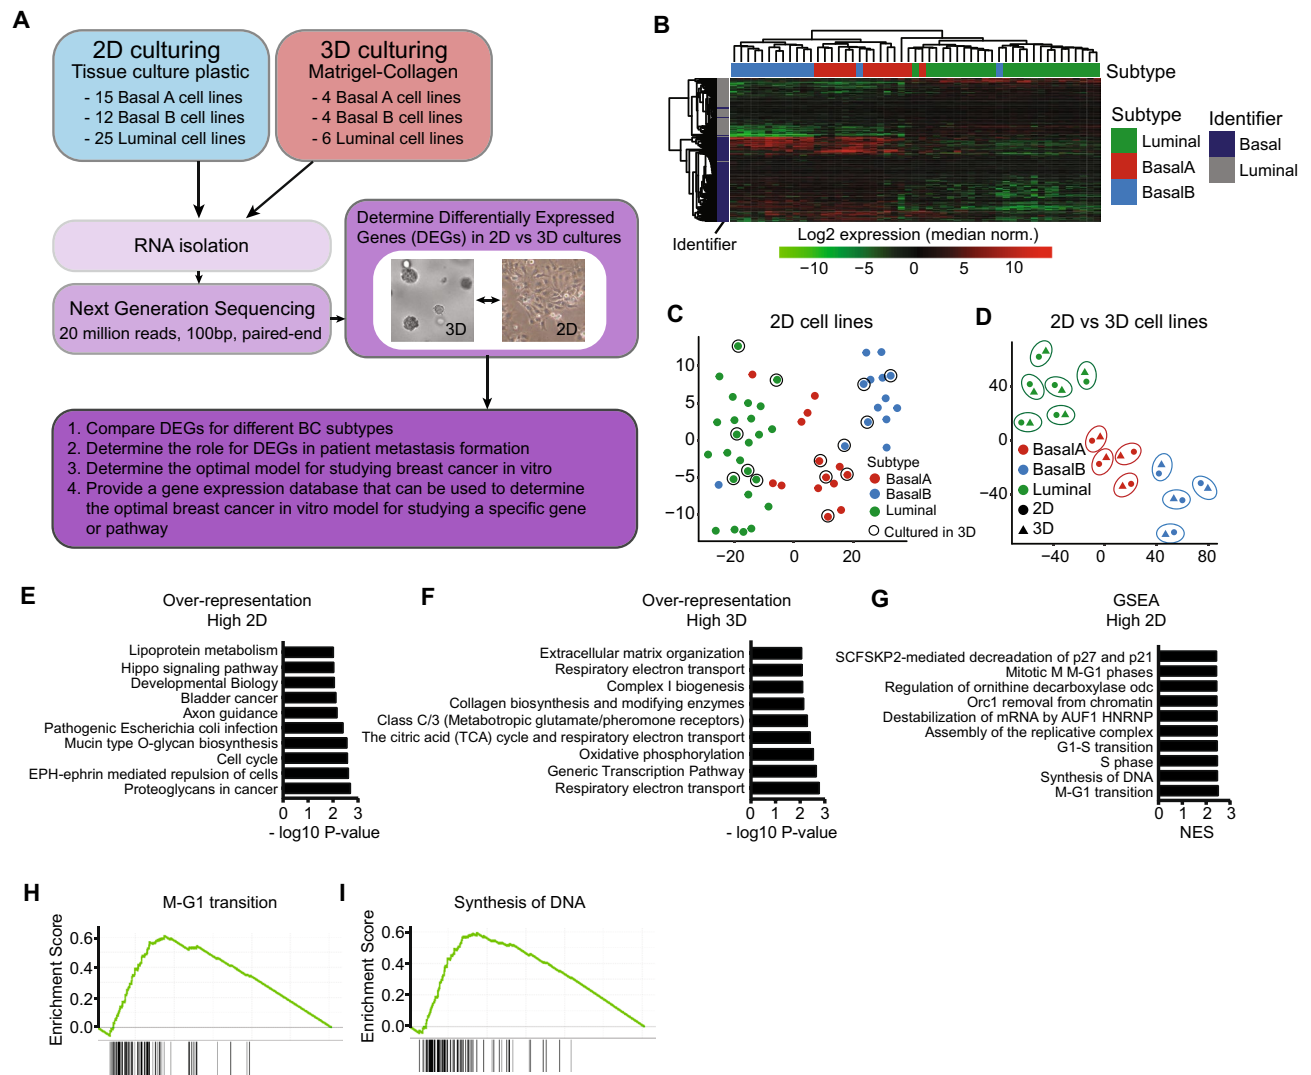 A
2D culturing
Tissue culture plastic
- 15 Basal A cell lines
- 12 Basal B cell lines
- 25 Luminal cell lines
3D culturing
Matrigel-Collagen
- 4 Basal A cell lines
- 4 Basal B cell lines
- 6 Luminal cell lines
RNA isolation
Next Generation Sequencing
20 million reads, 100bp, paired-end
Determine Differentially Expressed
Genes (DEGs) in 2D vs 3D cultures
3D
2D
1. Compare DEGs for different BC subtypes
2. Determine the role for DEGs in patient metastasis formation
3. Determine the optimal model for studying breast cancer in vitro
4. Provide a gene expression database that can be used to determine
the optimal breast cancer in vitro model for studying a specific gene
or pathway
B
Subtype
Subtype
Luminal
BasalA
BasalB
Identifier
Basal
Luminal
Identifier
Log2 expression (median norm.)
−10 −5 0 5 10
C
2D cell lines
10
5
0
−5
−10
−20 0 20
Subtype
BasalA
BasalB
Luminal
Cultured in 3D
D
2D vs 3D cell lines
40
0
−40
BasalA
BasalB
Luminal
2D
3D
−40 0 40 80
E
Over-representation
High 2D
Lipoprotein metabolism
Hippo signaling pathway
Developmental Biology
Bladder cancer
Axon guidance
Pathogenic Escherichia coli infection
Mucin type O-glycan biosynthesis
Cell cycle
EPH-ephrin mediated repulsion of cells
Proteoglycans in cancer
0 1 2 3
- log10 P-value
F
Over-representation
High 3D
Extracellular matrix organization
Respiratory electron transport
Complex I biogenesis
Collagen biosynthesis and modifying enzymes
Class C/3 (Metabotropic glutamate/pheromone receptors)
The citric acid (TCA) cycle and respiratory electron transport
Oxidative phosphorylation
Generic Transcription Pathway
Respiratory electron transport
0 1 2 3
- log10 P-value
G
GSEA
High 2D
SCFSKP2-mediated decreadation of p27 and p21
Mitotic M M-G1 phases
Regulation of ornithine decarboxylase odc
Orc1 removal from chromatin
Destabilization of mRNA by AUF1 HNRNP
Assembly of the replicative complex
G1-S transition
S phase
Synthesis of DNA
M-G1 transition
0 1 2 3
NES
H
M-G1 transition
Enrichment Score
0.6
0.4
0.2
0.0
I
Synthesis of DNA
Enrichment Score
0.6
0.4
0.2
0.0